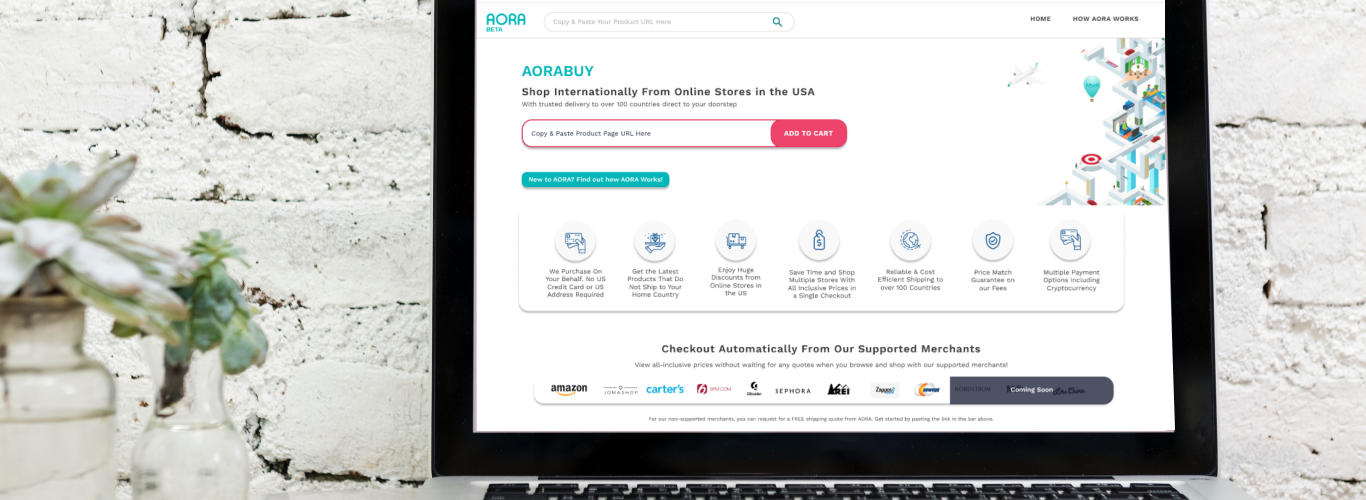 AORA
BETA
Copy & Paste Your Product URL Here
HOME
HOW AORA WORKS
AORABUY
Shop Internationally From Online Stores in the USA
With trusted delivery to over 100 countries direct to your doorstep
Copy & Paste Product Page URL Here
ADD TO CART
New to AORA? Find out how AORA Works!
We Purchase On
Your Behalf. No US
Credit Card or US
Address Required
Get the Latest
Products That Do
Not Ship to Your
Home Country
Enjoy Huge
Discounts from
Online Stores in
the US
Save Time and Shop
Multiple Stores With
All Inclusive Prices in
a Single Checkout
Reliable & Cost
Efficient Shipping to
over 100 Countries
Price Match
Guarantee on
our Fees
Multiple Payment
Options Including
Cryptocurrency
Checkout Automatically From Our Supported Merchants
View all-inclusive prices without waiting for any quotes when you browse and shop with our supported merchants!
amazon
JOMASHOP
carter's
6PM.COM
SEPHORA
REI
Zappos
NORDSTROM
Coming Soon
For our non-supported merchants, you can request for a FREE shipping quote from AORA. Get started by pasting the link in the bar above.